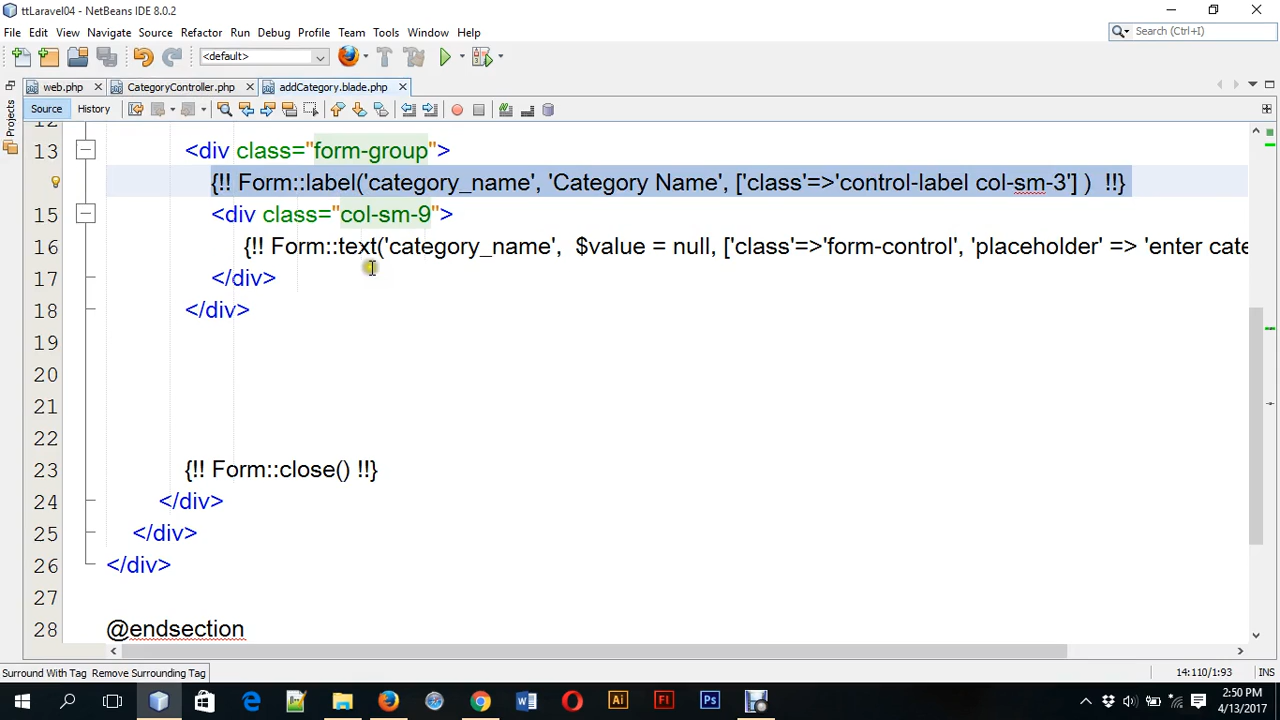 ttLaravel04 - NetBeans IDE 8.0.2
File Edit View Navigate Source Refactor Run Debug Profile Team Tools Window Help
Search (Ctrl+I)
<default>
web.php CategoryController.php addCategory.blade.php
Source History
Projects
12
13 <div class="form-group">
{!! Form::label('category_name', 'Category Name', ['class'=>'control-label col-sm-3'] ) !!}
15 <div class="col-sm-9">
16 {!! Form::text('category_name', $value = null, ['class'=>'form-control', 'placeholder' => 'enter cate
17 </div>
18 </div>
19
20
21
22
23 {!! Form::close() !!}
24 </div>
25 </div>
26 </div>
27
28 @endsection
Surround With Tag Remove Surrounding Tag
14:110/1:93 INS
Ai Fl Ps
2:50 PM
4/13/2017